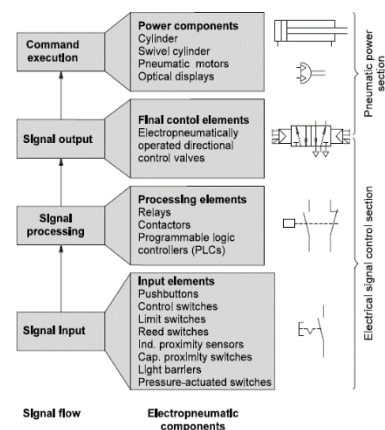 Command
execution
Power components
Cylinder
Swivel cylinder
Pneumatic motors
Optical displays
Pneumatic power
section
Signal output
Final contol elements
Electropneumatically
operated directional
control valves
Signal
processing
Processing elements
Relays
Contactors
Programmable logic
controllers (PLCs)
Electrical signal control section
Signal input
Input elements
Pushbuttons
Control switches
Limit switches
Reed switches
Ind. proximity sensors
Cap. proximity switches
Light barriers
Pressure-actuated switches
Signal flow
Electropneumatic
components